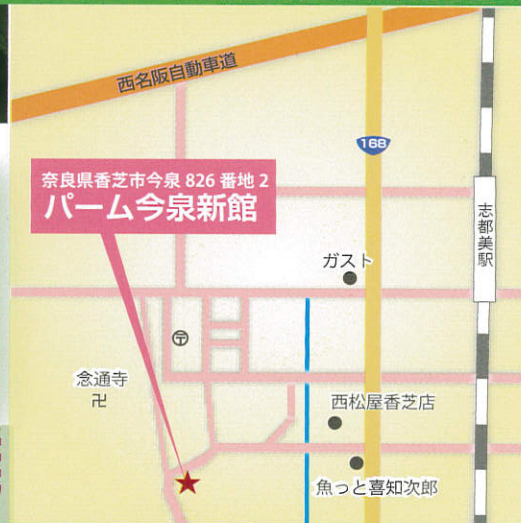 西名阪自動車道
168
奈良県香芝市今泉 826 番地 2
パーム今泉新館
志都美駅
ガスト
〒
念通寺
卍
西松屋香芝店
魚っと喜知次郎